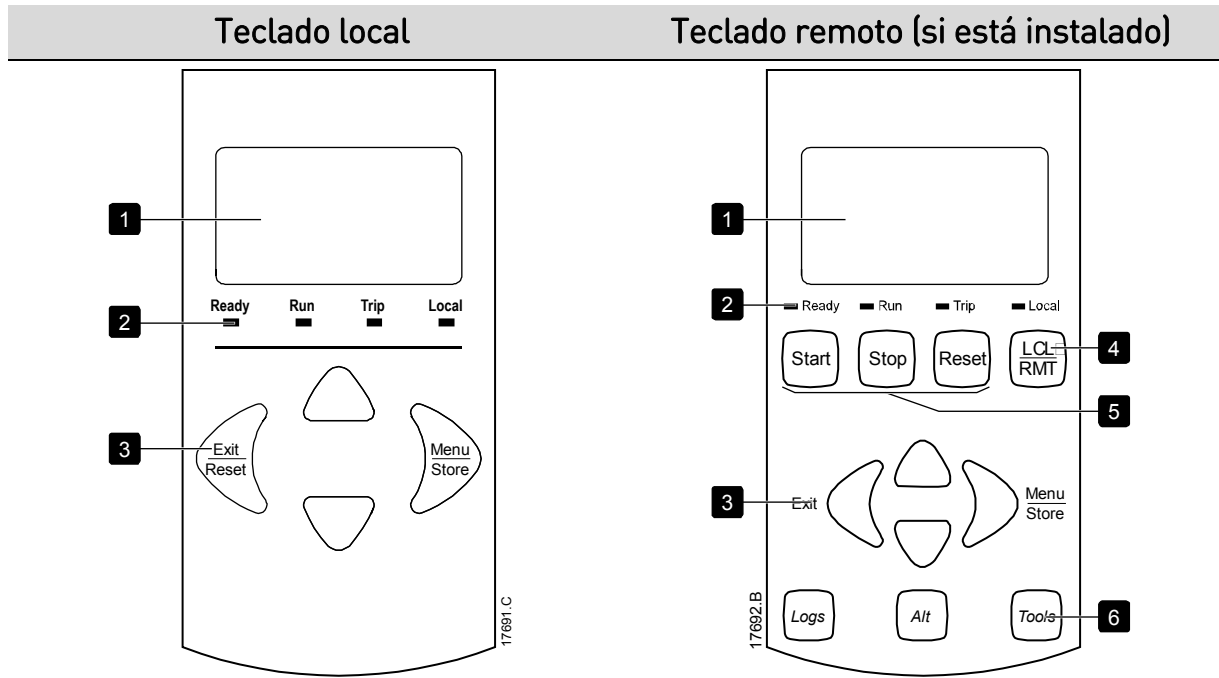 Teclado local
Teclado remoto (si está instalado)
1
Ready Run Trip Local
2
3
Exit
Reset
Menu
Store
17691.C
1
2
Ready Run Trip Local
Start Stop Reset
LCL
RMT
4
5
3
Exit
Menu
Store
17692.B
Logs Alt Tools
6